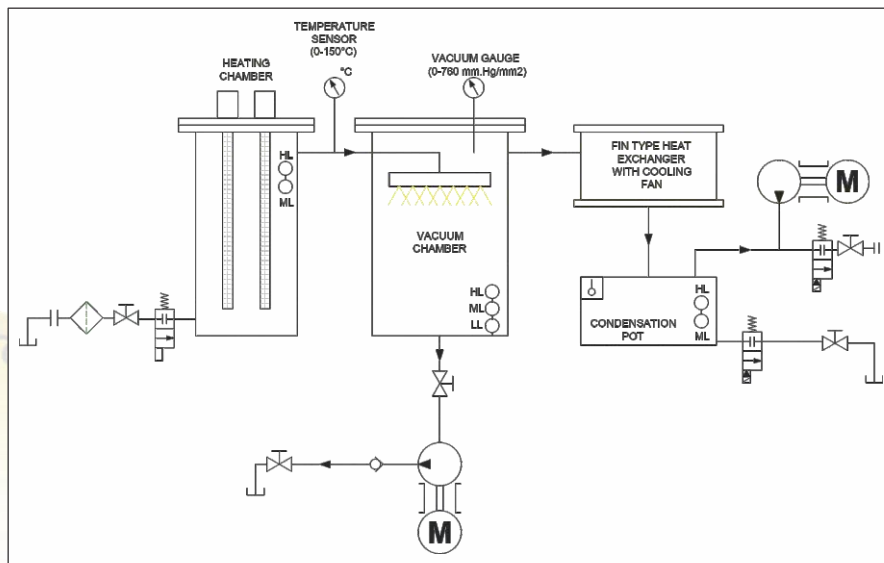 TEMPERATURE
SENSOR
(0-150°C)
°C
HEATING
CHAMBER
HL
ML
VACUUM GAUGE
(0-760 mm.Hg/mm2)
VACUUM
CHAMBER
HL
ML
LL
FIN TYPE HEAT
EXCHANGER
WITH COOLING
FAN
M
CONDENSATION
POT
HL
ML
M